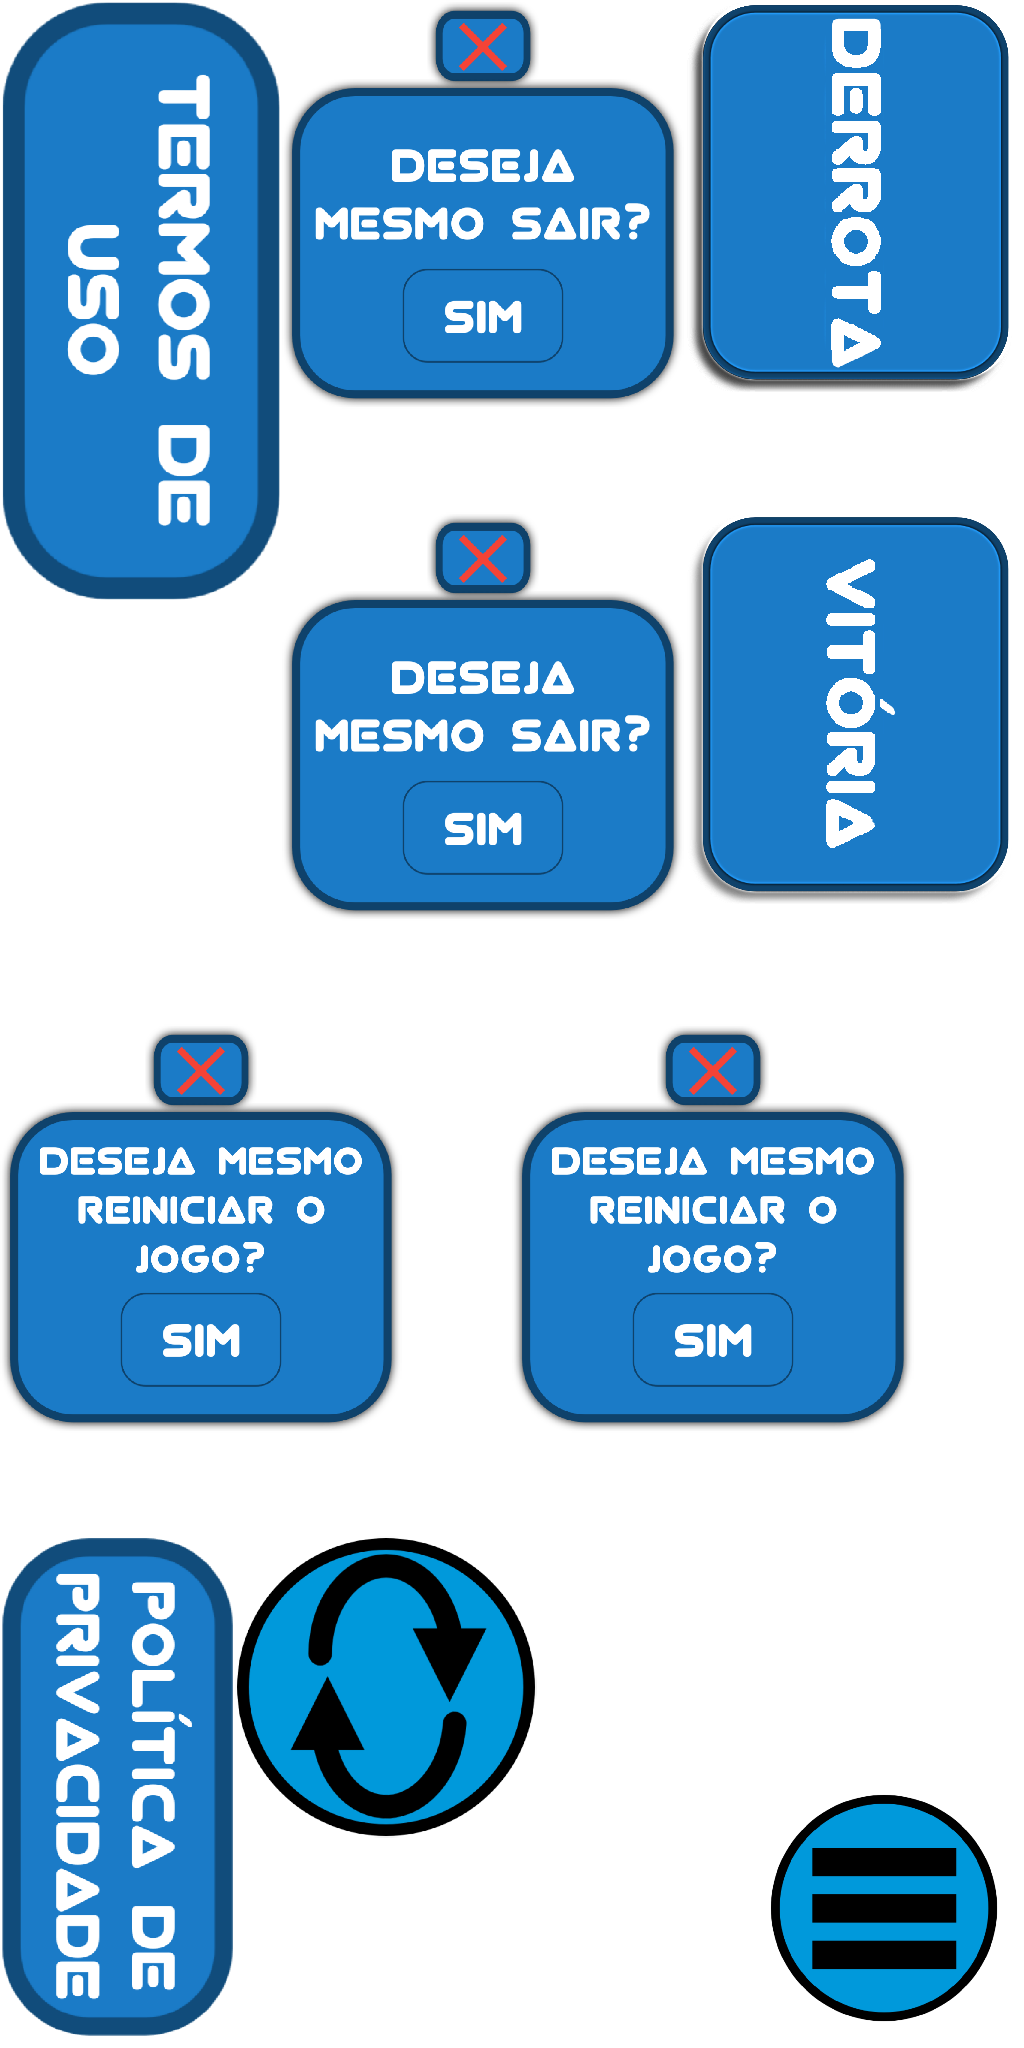 TERMOS DE
USO
DESEJA
MESMO SAIR?
SIM
DERROTA
DESEJA
MESMO SAIR?
SIM
VITÓRIA
DESEJA MESMO
REINICIAR O
JOGO?
SIM
DESEJA MESMO
REINICIAR O
JOGO?
SIM
POLÍTICA DE
PRIVACIDADE